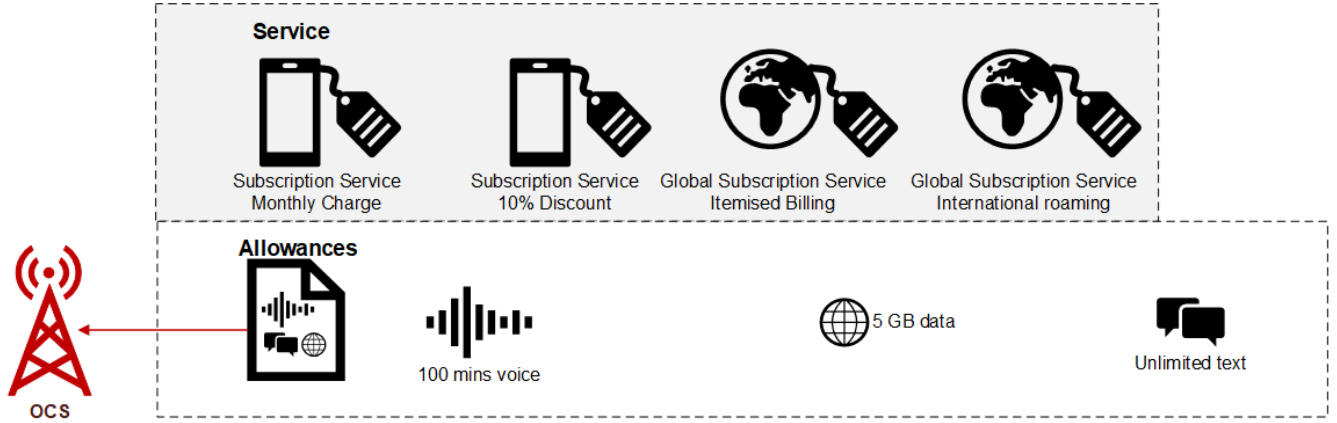 Service
Subscription Service
Monthly Charge
Subscription Service
10% Discount
Global Subscription Service
Itemised Billing
Global Subscription Service
International roaming
Allowances
100 mins voice
5 GB data
Unlimited text
OCS